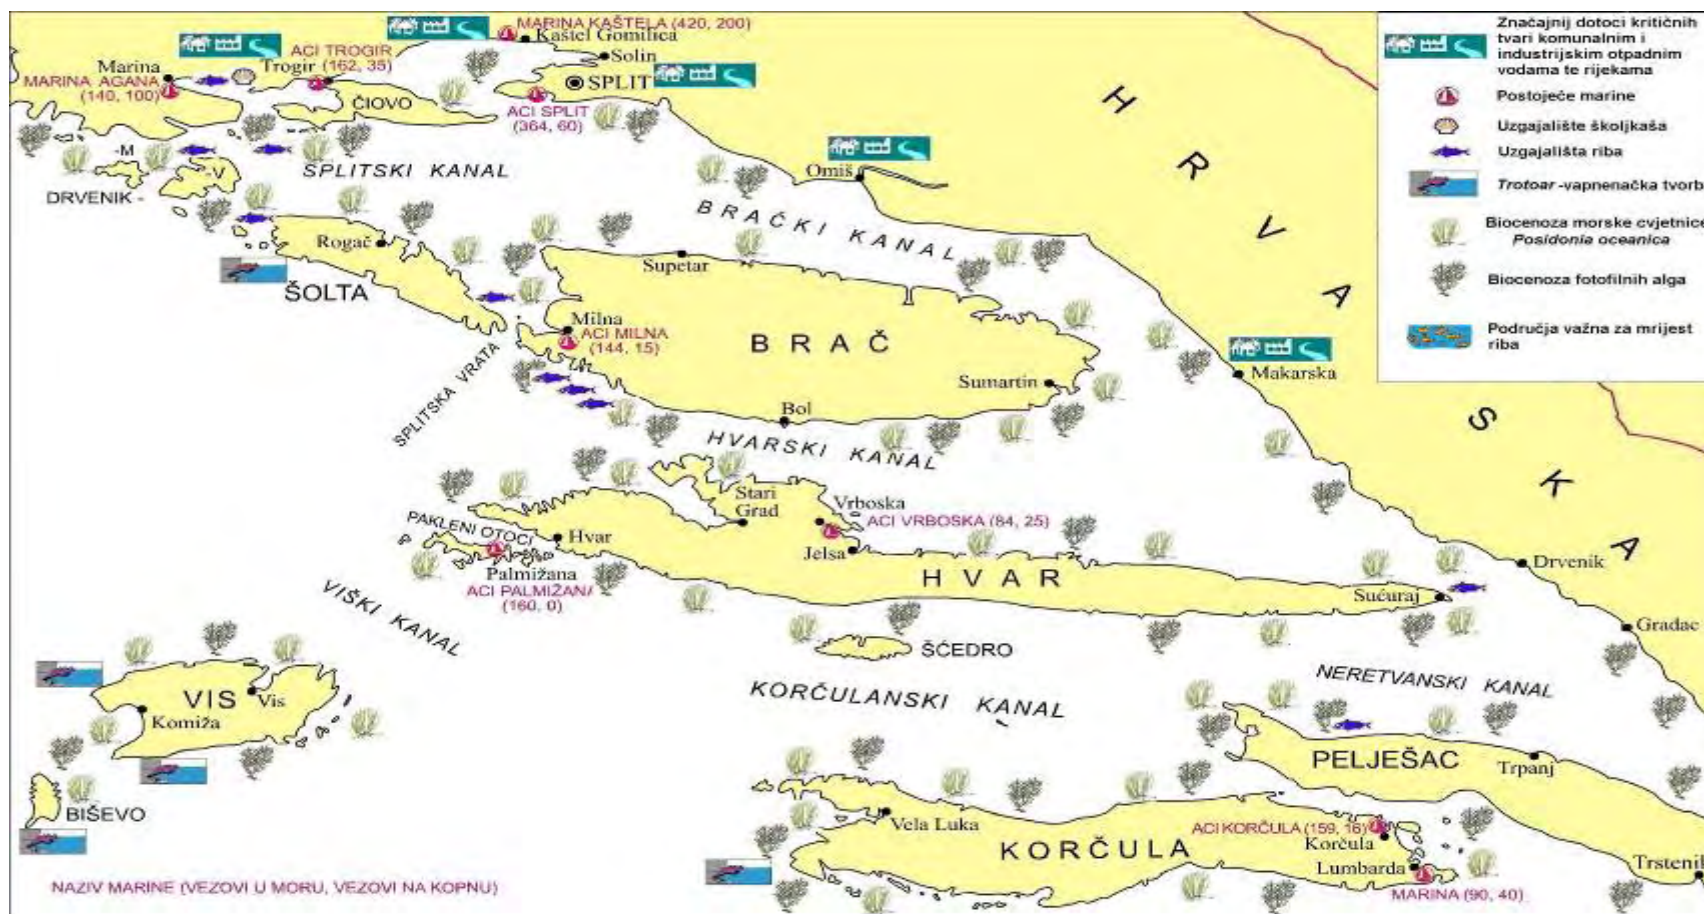 MARINA KAŠTELA (420, 200)
Kaštel Gomilica
Solin
ACI TROGIR
Trogir (162, 35)
Marina
MARINA AGANA
(140, 100)
SPLIT
ČIOVO
ACI SPLIT
(364, 60)
-M
-V
DRVENIK -
SPLITSKI KANAL
Omiš
BRAČKI KANAL
Rogač
ŠOLTA
Supetar
Milna
ACI MILNA
(144, 15)
BRAČ
Sumartin
Bol
Makarska
SPLITSKA VRATA
HVARSKI KANAL
HRVATSKA
Stari
Grad
Vrboska
ACI VRBOSKA (84, 25)
Jelsa
PAKLENI OTOCI
Hvar
Palmižana
ACI PALMIŽANA
(160, 0)
HVAR
Sućuraj
Drvenik
Gradac
VIŠKI KANAL
ŠĆEDRO
NERETVANSKI KANAL
KORČULANSKI KANAL
VIS
Vis
Komiža
BIŠEVO
PELJEŠAC
Trpanj
Vela Luka
KORČULA
ACI KORČULA (159, 16)
Korčula
Lumbarda
MARINA (90, 40)
Trstenik
NAZIV MARINE (VEZOVI U MORU, VEZOVI NA KOPNU)
Značajnij dotoci kritičnih
tvari komunalnim i
industrijskim otpadnim
vodama te rijekama
Postojeće marine
Uzgajalište školjkaša
Uzgajališta riba
Trotoar -vapnenačka tvorb
Biocenoza morske cvjetnice
Posidonia oceanica
Biocenoza fotofilnih alga
Područja važna za mrijest
riba